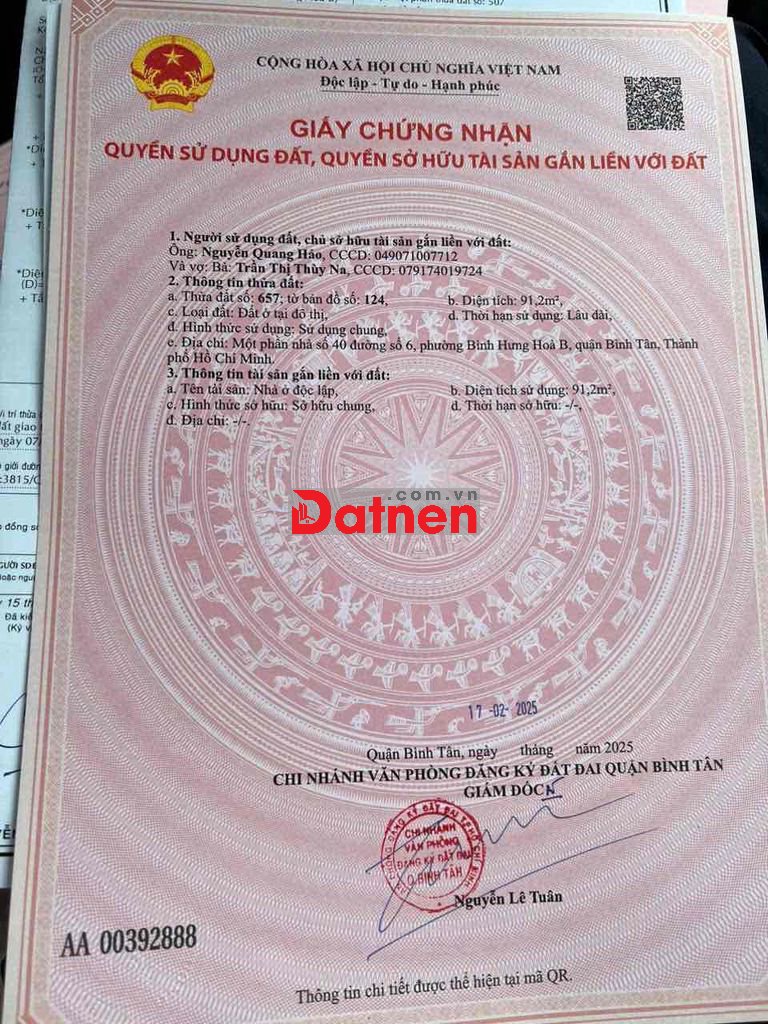 CỘNG HÒA XÃ HỘI CHỦ NGHĨA VIỆT NAM
Độc lập - Tự do - Hạnh phúc
GIẤY CHỨNG NHẬN
QUYỀN SỬ DỤNG ĐẤT, QUYỀN SỞ HỮU TÀI SẢN GẮN LIỀN VỚI ĐẤT
1. Người sử dụng đất, chủ sở hữu tài sản gắn liền với đất:
Ông: Nguyễn Quang Hảo, CCCD: 049071007712
Và vợ: Bà: Trần Thị Thùy Na, CCCD: 079174019724
2. Thông tin thửa đất:
a. Thửa đất số: 657; tờ bản đồ số: 124, b. Diện tích: 91,2m²,
c. Loại đất: Đất ở tại đô thị, d. Thời hạn sử dụng: Lâu dài,
đ. Hình thức sử dụng: Sử dụng chung,
e. Địa chỉ: Một phần nhà số 40 đường số 6, phường Bình Hưng Hoà B, quận Bình Tân, Thành
phố Hồ Chí Minh.
3. Thông tin tài sản gắn liền với đất:
a. Tên tài sản: Nhà ở độc lập, b. Diện tích sử dụng: 91,2m²,
c. Hình thức sở hữu: Sở hữu chung, d. Thời hạn sở hữu: -/-,
đ. Địa chỉ: -/-.
.com.vn
Datnen
17 -02- 2025
Quận Bình Tân, ngày tháng năm 2025
CHI NHÁNH VĂN PHÒNG ĐĂNG KÝ ĐẤT ĐAI QUẬN BÌNH TÂN
GIÁM ĐỐC
CHI NHÁNH
VĂN PHÒNG
ĐĂNG KÝ ĐẤT ĐAI
Q.BÌNH TÂN
Nguyễn Lê Tuân
AA 00392888
Thông tin chi tiết được thể hiện tại mã QR.